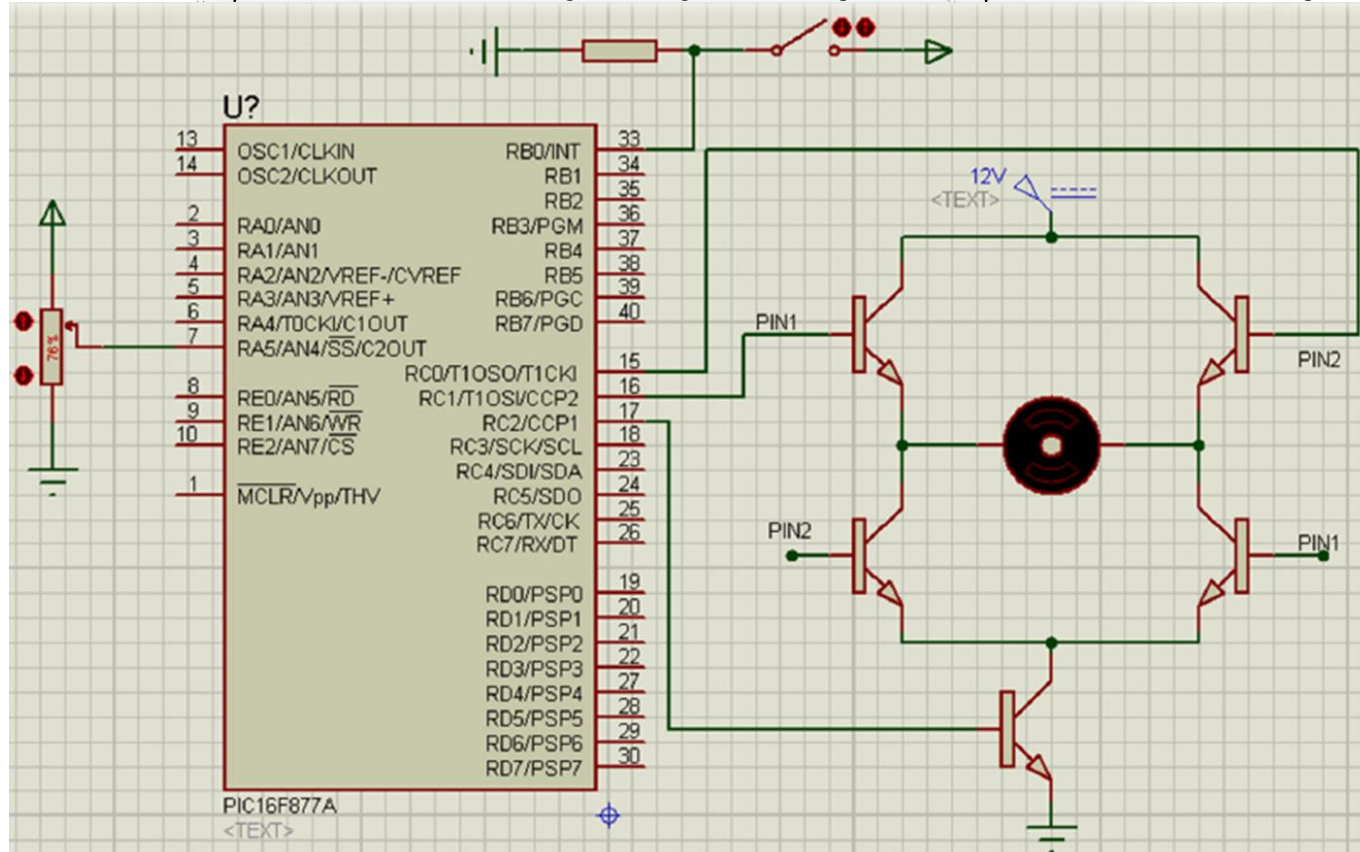 U?
13
OSC1/CLKIN
14
OSC2/CLKOUT
2
RA0/AN0
3
RA1/AN1
4
RA2/AN2/VREF-/CVREF
5
RA3/AN3/VREF+
6
RA4/T0CKI/C1OUT
7
RA5/AN4/SS/C2OUT
8
RE0/AN5/RD
9
RE1/AN6/WR
10
RE2/AN7/CS
1
MCLR/Vpp/THV
33
RB0/INT
34
RB1
35
RB2
36
RB3/PGM
37
RB4
38
RB5
39
RB6/PGC
40
RB7/PGD
15
RC0/T1OSO/T1CKI
16
RC1/T1OSI/CCP2
17
RC2/CCP1
18
RC3/SCK/SCL
23
RC4/SDI/SDA
24
RC5/SDO
25
RC6/TX/CK
26
RC7/RX/DT
19
RD0/PSP0
20
RD1/PSP1
21
RD2/PSP2
22
RD3/PSP3
27
RD4/PSP4
28
RD5/PSP5
29
RD6/PSP6
30
RD7/PSP7
PIC16F877A
<TEXT>
76%
12V
<TEXT>
PIN1
PIN2
PIN2
PIN1